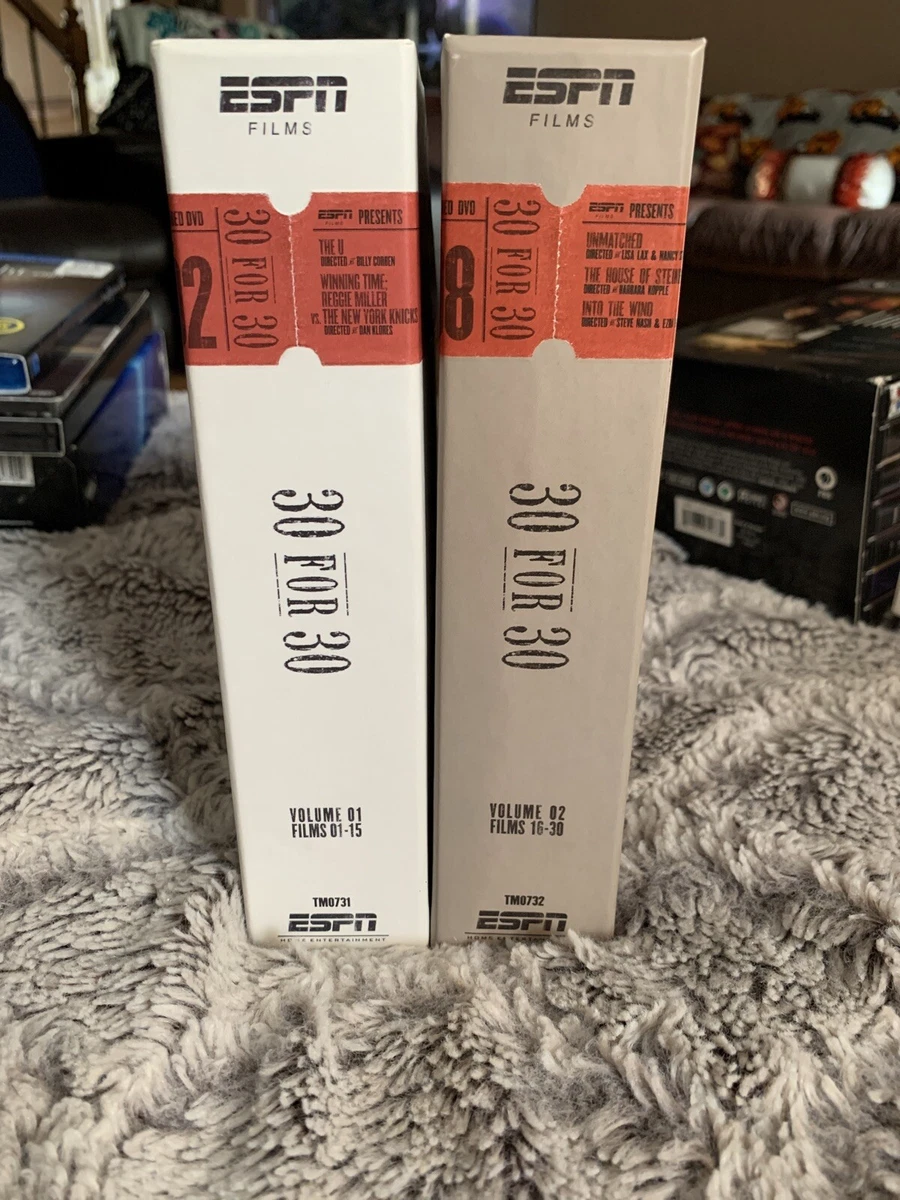 ESPN
FILMS
ED DVD
2
30 FOR 30
ESPN PRESENTS
FILMS
THE U
DIRECTED BY BILLY CORBEN
WINNING TIME:
REGGIE MILLER
VS. THE NEW YORK KNICKS
DIRECTED BY DAN KLORES
30 FOR 30
VOLUME 01
FILMS 01-15
TM0731
ESPN
HOME ENTERTAINMENT
ESPN
FILMS
ED DVD
8
30 FOR 30
ESPN PRESENTS
FILMS
UNMATCHED
DIRECTED BY LISA LAX & NANCY S
THE HOUSE OF STEIN
DIRECTED BY BARBARA KOPPLE
INTO THE WIND
DIRECTED BY STEVE NASH & EZR
30 FOR 30
VOLUME 02
FILMS 16-30
TM0732
ESPN